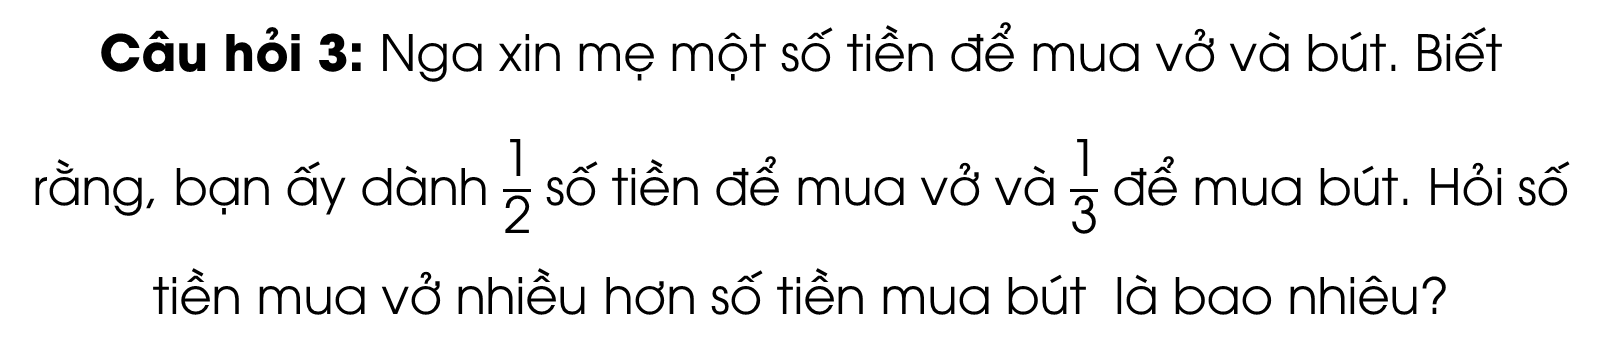 Câu hỏi 3: Nga xin mẹ một số tiền để mua vở và bút. Biết
rằng, bạn ấy dành 1/2 số tiền để mua vở và 1/3 để mua bút. Hỏi số
tiền mua vở nhiều hơn số tiền mua bút là bao nhiêu?